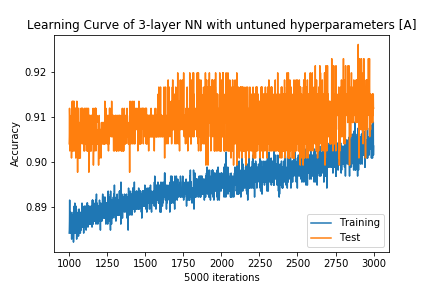 Learning Curve of 3-layer NN with untuned hyperparameters [A]
0.92
0.91
0.90
0.89
Accuracy
Training
Test
1000 1250 1500 1750 2000 2250 2500 2750 3000
5000 iterations